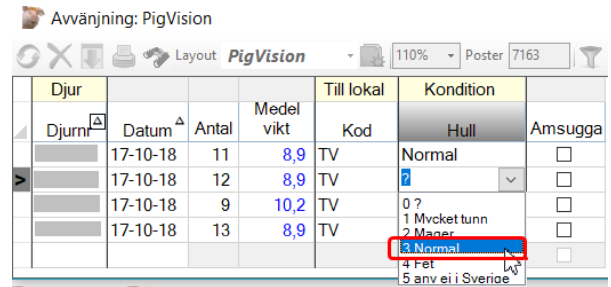 Avvänjning: PigVision
Layout PigVision 110% Poster 7163
Djur Till lokal Kondition
Djurnr Datum Antal Medel vikt Kod Hull Amsugga
17-10-18 11 8,9 TV Normal
17-10-18 12 8,9 TV ?
17-10-18 9 10,2 TV
17-10-18 13 8,9 TV
0 ?
1 Mycket tunn
2 Mager
3 Normal
4 Fet
5 anv ei i Sverige